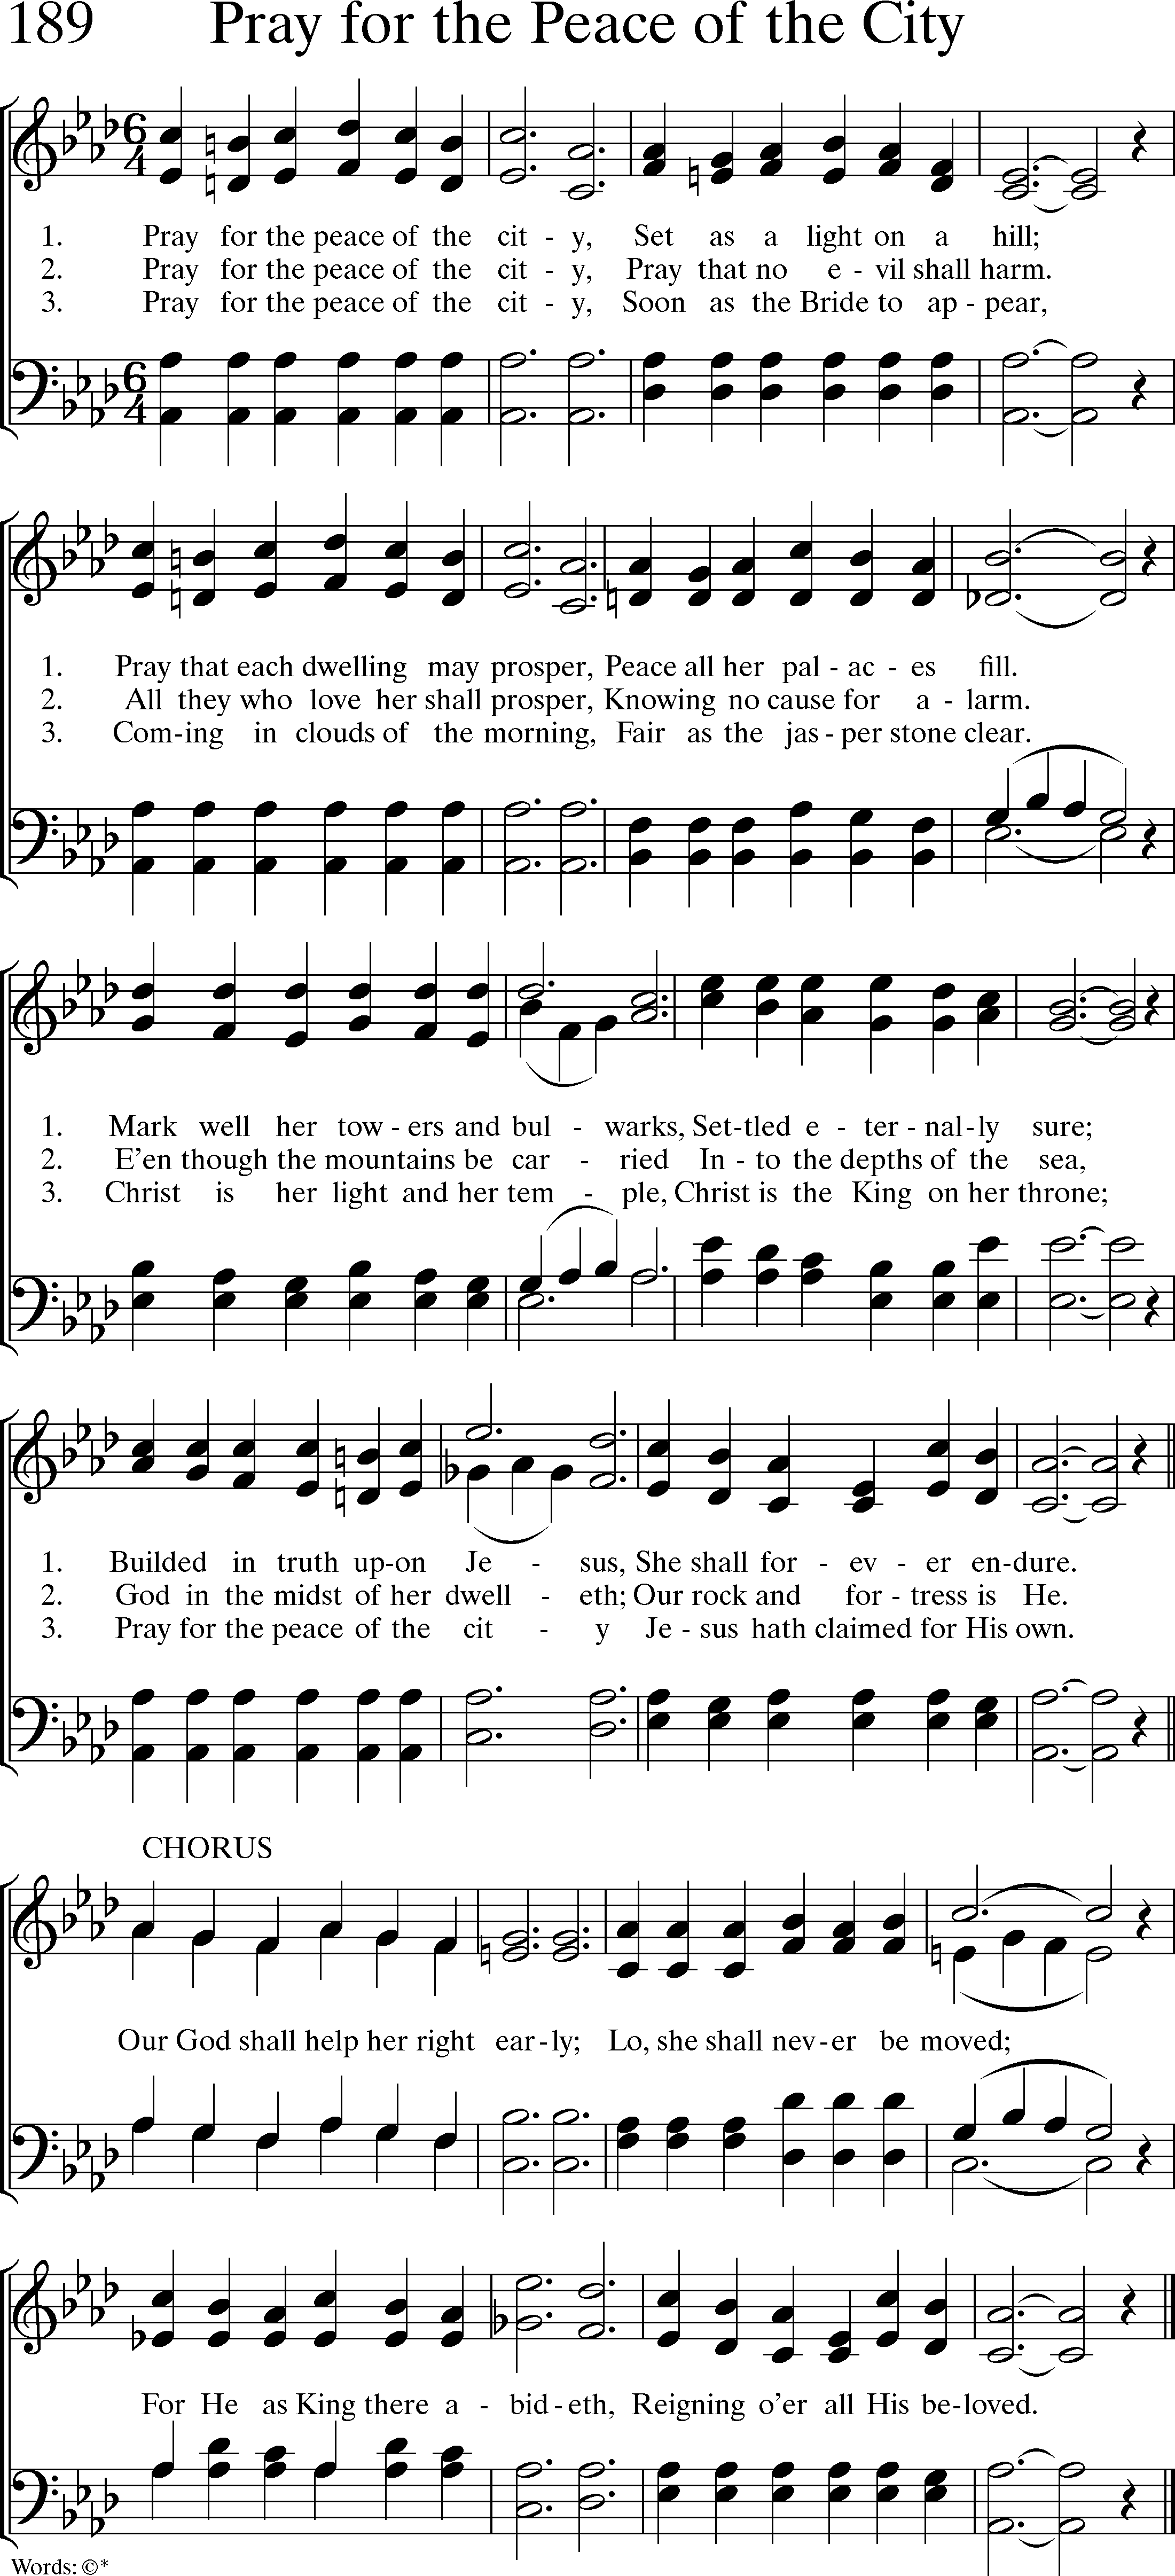 189 Pray for the Peace of the City
6 4
1. Pray for the peace of the cit - y, Set as a light on a hill;
2. Pray for the peace of the cit - y, Pray that no e - vil shall harm.
3. Pray for the peace of the cit - y, Soon as the Bride to ap - pear,
6 4
1. Pray that each dwelling may prosper, Peace all her pal - ac - es fill.
2. All they who love her shall prosper, Knowing no cause for a - larm.
3. Com-ing in clouds of the morning, Fair as the jas - per stone clear.
1. Mark well her tow - ers and bul - warks, Set-tled e - ter - nal-ly sure;
2. E'en though the mountains be car - ried In - to the depths of the sea,
3. Christ is her light and her tem - ple, Christ is the King on her throne;
1. Builded in truth up-on Je - sus, She shall for - ev - er en-dure.
2. God in the midst of her dwell - eth; Our rock and for - tress is He.
3. Pray for the peace of the cit - y Je - sus hath claimed for His own.
CHORUS
Our God shall help her right ear-ly; Lo, she shall nev-er be moved;
For He as King there a - bid-eth, Reigning o'er all His be-loved.
Words: ©*